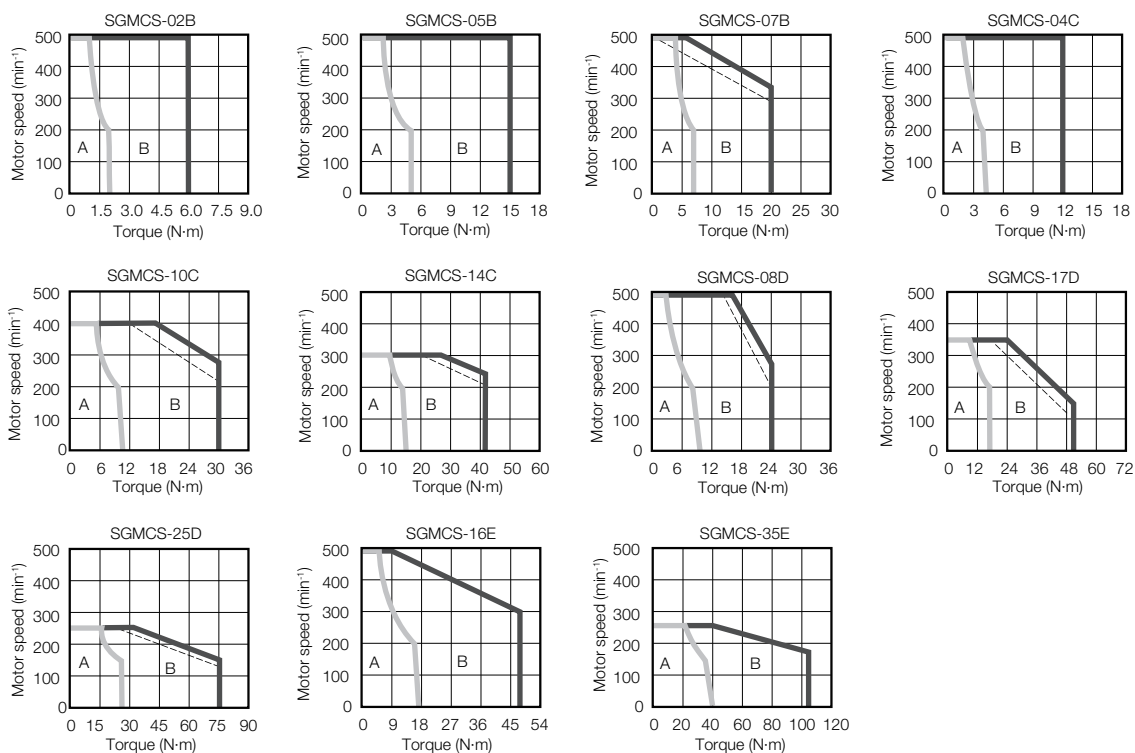 SGMCS-02B
Motor speed (min⁻¹)
500
400
300
200
100
0
A
B
0 1.5 3.0 4.5 6.0 7.5 9.0
Torque (N·m)
SGMCS-05B
Motor speed (min⁻¹)
500
400
300
200
100
0
A
B
0 3 6 9 12 15 18
Torque (N·m)
SGMCS-07B
Motor speed (min⁻¹)
500
400
300
200
100
0
A
B
0 5 10 15 20 25 30
Torque (N·m)
SGMCS-04C
Motor speed (min⁻¹)
500
400
300
200
100
0
A
B
0 3 6 9 12 15 18
Torque (N·m)
SGMCS-10C
Motor speed (min⁻¹)
500
400
300
200
100
0
A
B
0 6 12 18 24 30 36
Torque (N·m)
SGMCS-14C
Motor speed (min⁻¹)
500
400
300
200
100
0
A
B
0 10 20 30 40 50 60
Torque (N·m)
SGMCS-08D
Motor speed (min⁻¹)
500
400
300
200
100
0
A
B
0 6 12 18 24 30 36
Torque (N·m)
SGMCS-17D
Motor speed (min⁻¹)
500
400
300
200
100
0
A
B
0 12 24 36 48 60 72
Torque (N·m)
SGMCS-25D
Motor speed (min⁻¹)
500
400
300
200
100
0
A
B
0 15 30 45 60 75 90
Torque (N·m)
SGMCS-16E
Motor speed (min⁻¹)
500
400
300
200
100
0
A
B
0 9 18 27 36 45 54
Torque (N·m)
SGMCS-35E
Motor speed (min⁻¹)
500
400
300
200
100
0
A
B
0 20 40 60 80 100 120
Torque (N·m)